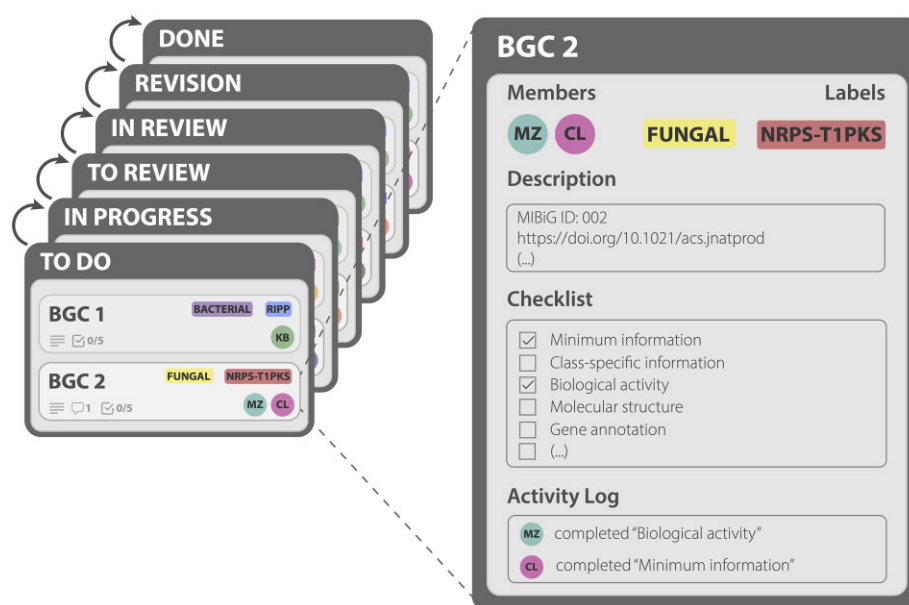 DONE
REVISION
IN REVIEW
TO REVIEW
IN PROGRESS
TO DO
BGC 1
BACTERIAL
RIPP
0/5
KB
BGC 2
FUNGAL
NRPS-T1PKS
1
0/5
MZ
CL
BGC 2
Members
Labels
MZ
CL
FUNGAL
NRPS-T1PKS
Description
MIBiG ID: 002
https://doi.org/10.1021/acs.jnatprod
(...)
Checklist
Minimum information
Class-specific information
Biological activity
Molecular structure
Gene annotation
(...)
Activity Log
MZ completed “Biological activity”
CL completed “Minimum information”